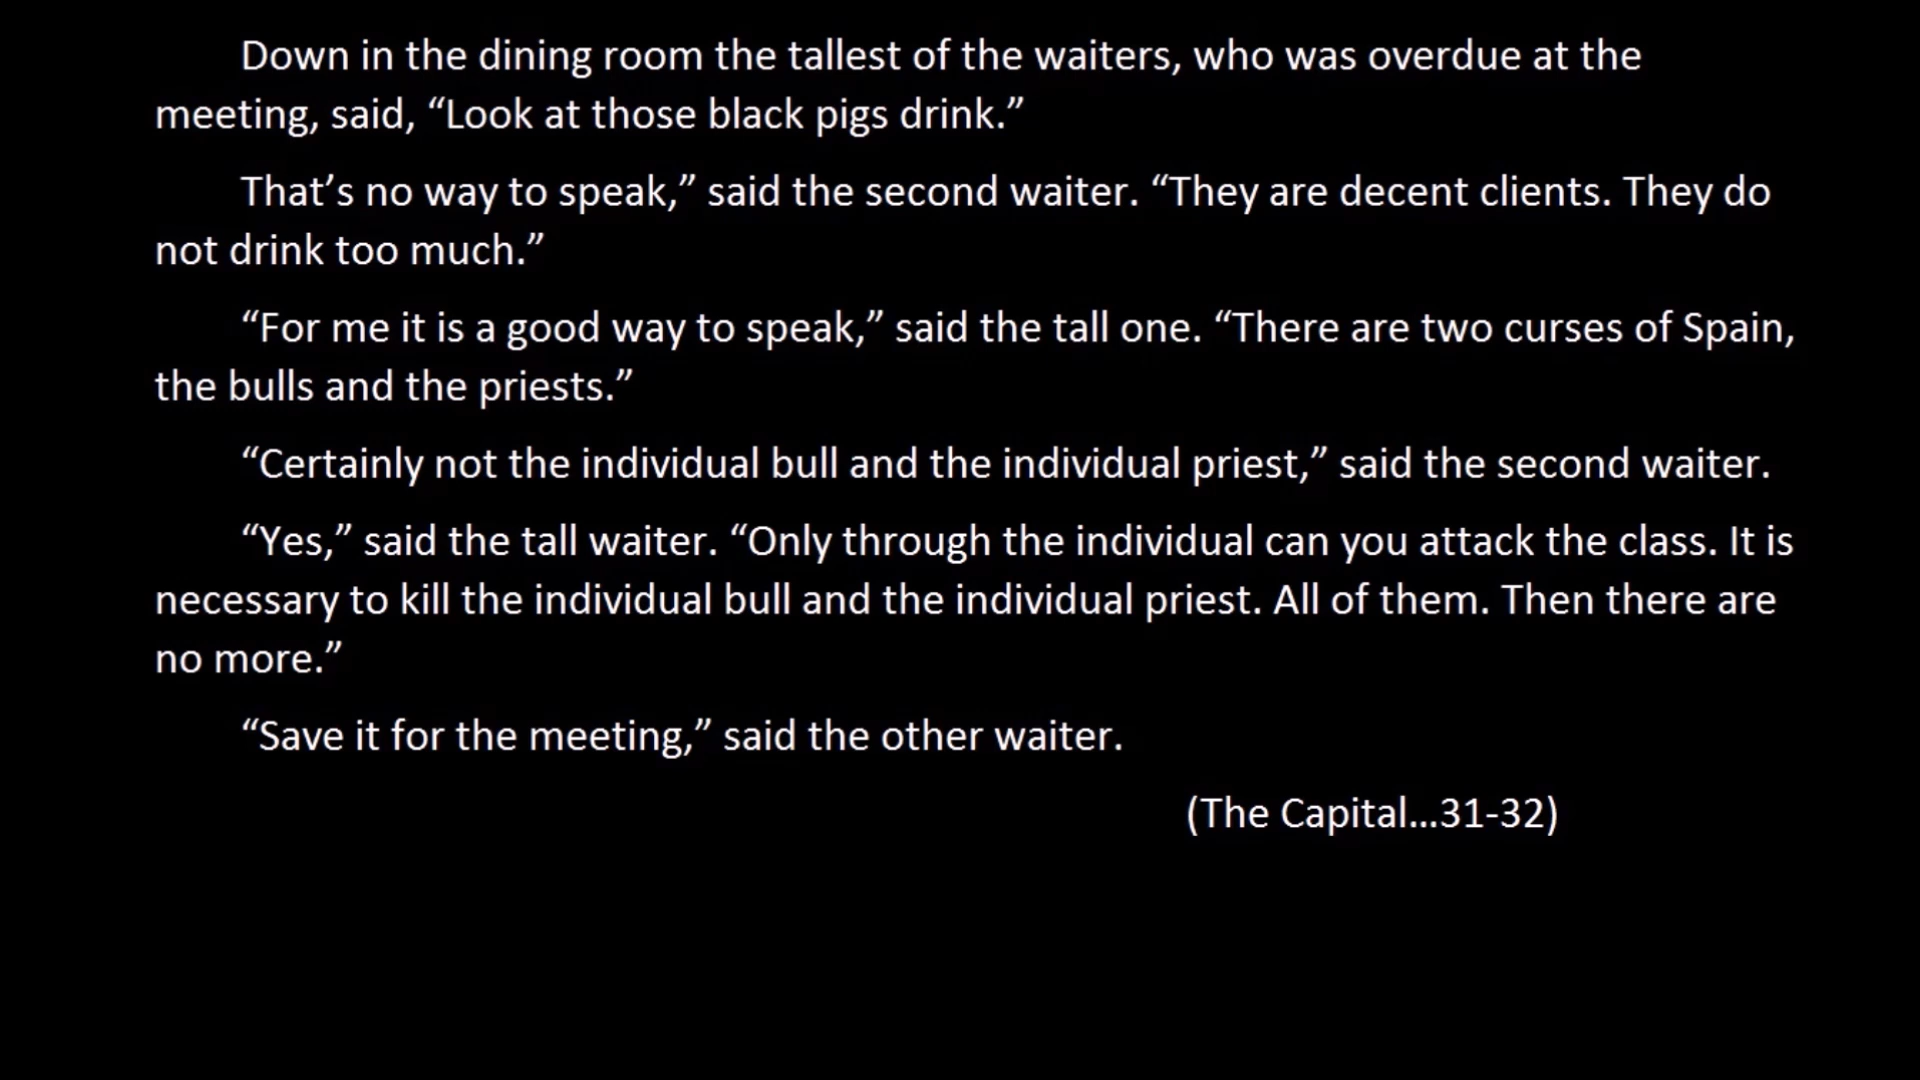 Down in the dining room the tallest of the waiters, who was overdue at the
meeting, said, “Look at those black pigs drink.”
That’s no way to speak,” said the second waiter. “They are decent clients. They do
not drink too much.”
“For me it is a good way to speak,” said the tall one. “There are two curses of Spain,
the bulls and the priests.”
“Certainly not the individual bull and the individual priest,” said the second waiter.
“Yes,” said the tall waiter. “Only through the individual can you attack the class. It is
necessary to kill the individual bull and the individual priest. All of them. Then there are
no more.”
“Save it for the meeting,” said the other waiter.
(The Capital…31-32)